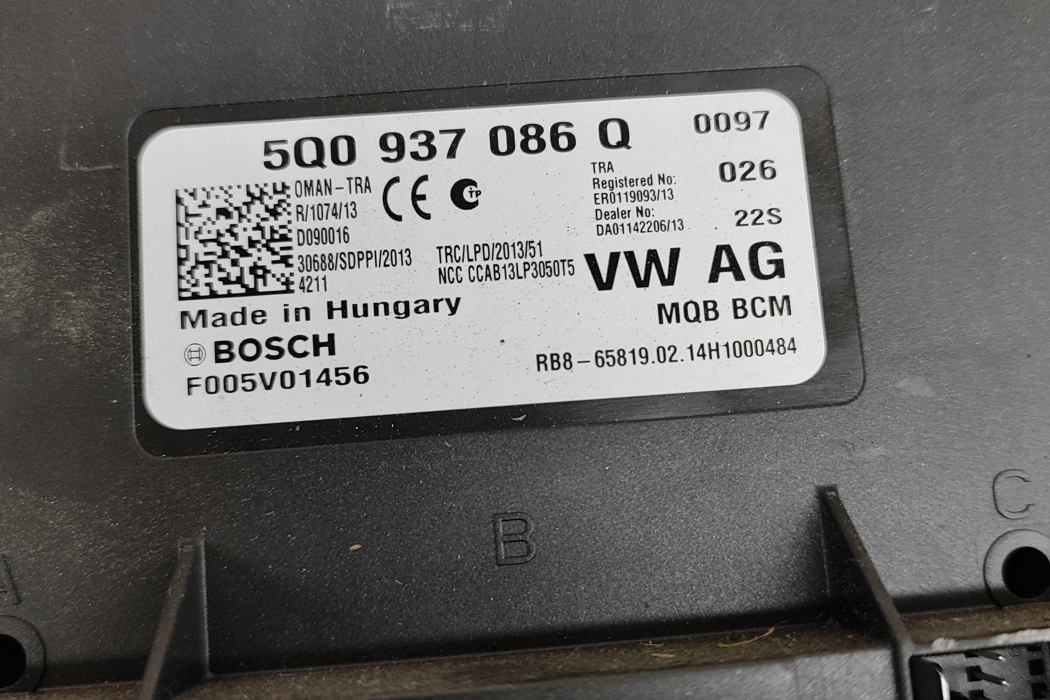 5Q0 937 086 Q
0097
026
22S
OMAN-TRA
R/1074/13
D090016
30688/SDPPI/2013
4211
CE
TP
TRA
Registered No:
ER0119093/13
Dealer No:
DA01142206/13
TRC/LPD/2013/51
NCC CCAB13LP3050T5
VW AG
MQB BCM
Made in Hungary
BOSCH
F005V01456
RB8-65819.02.14H1000484
A
B
C